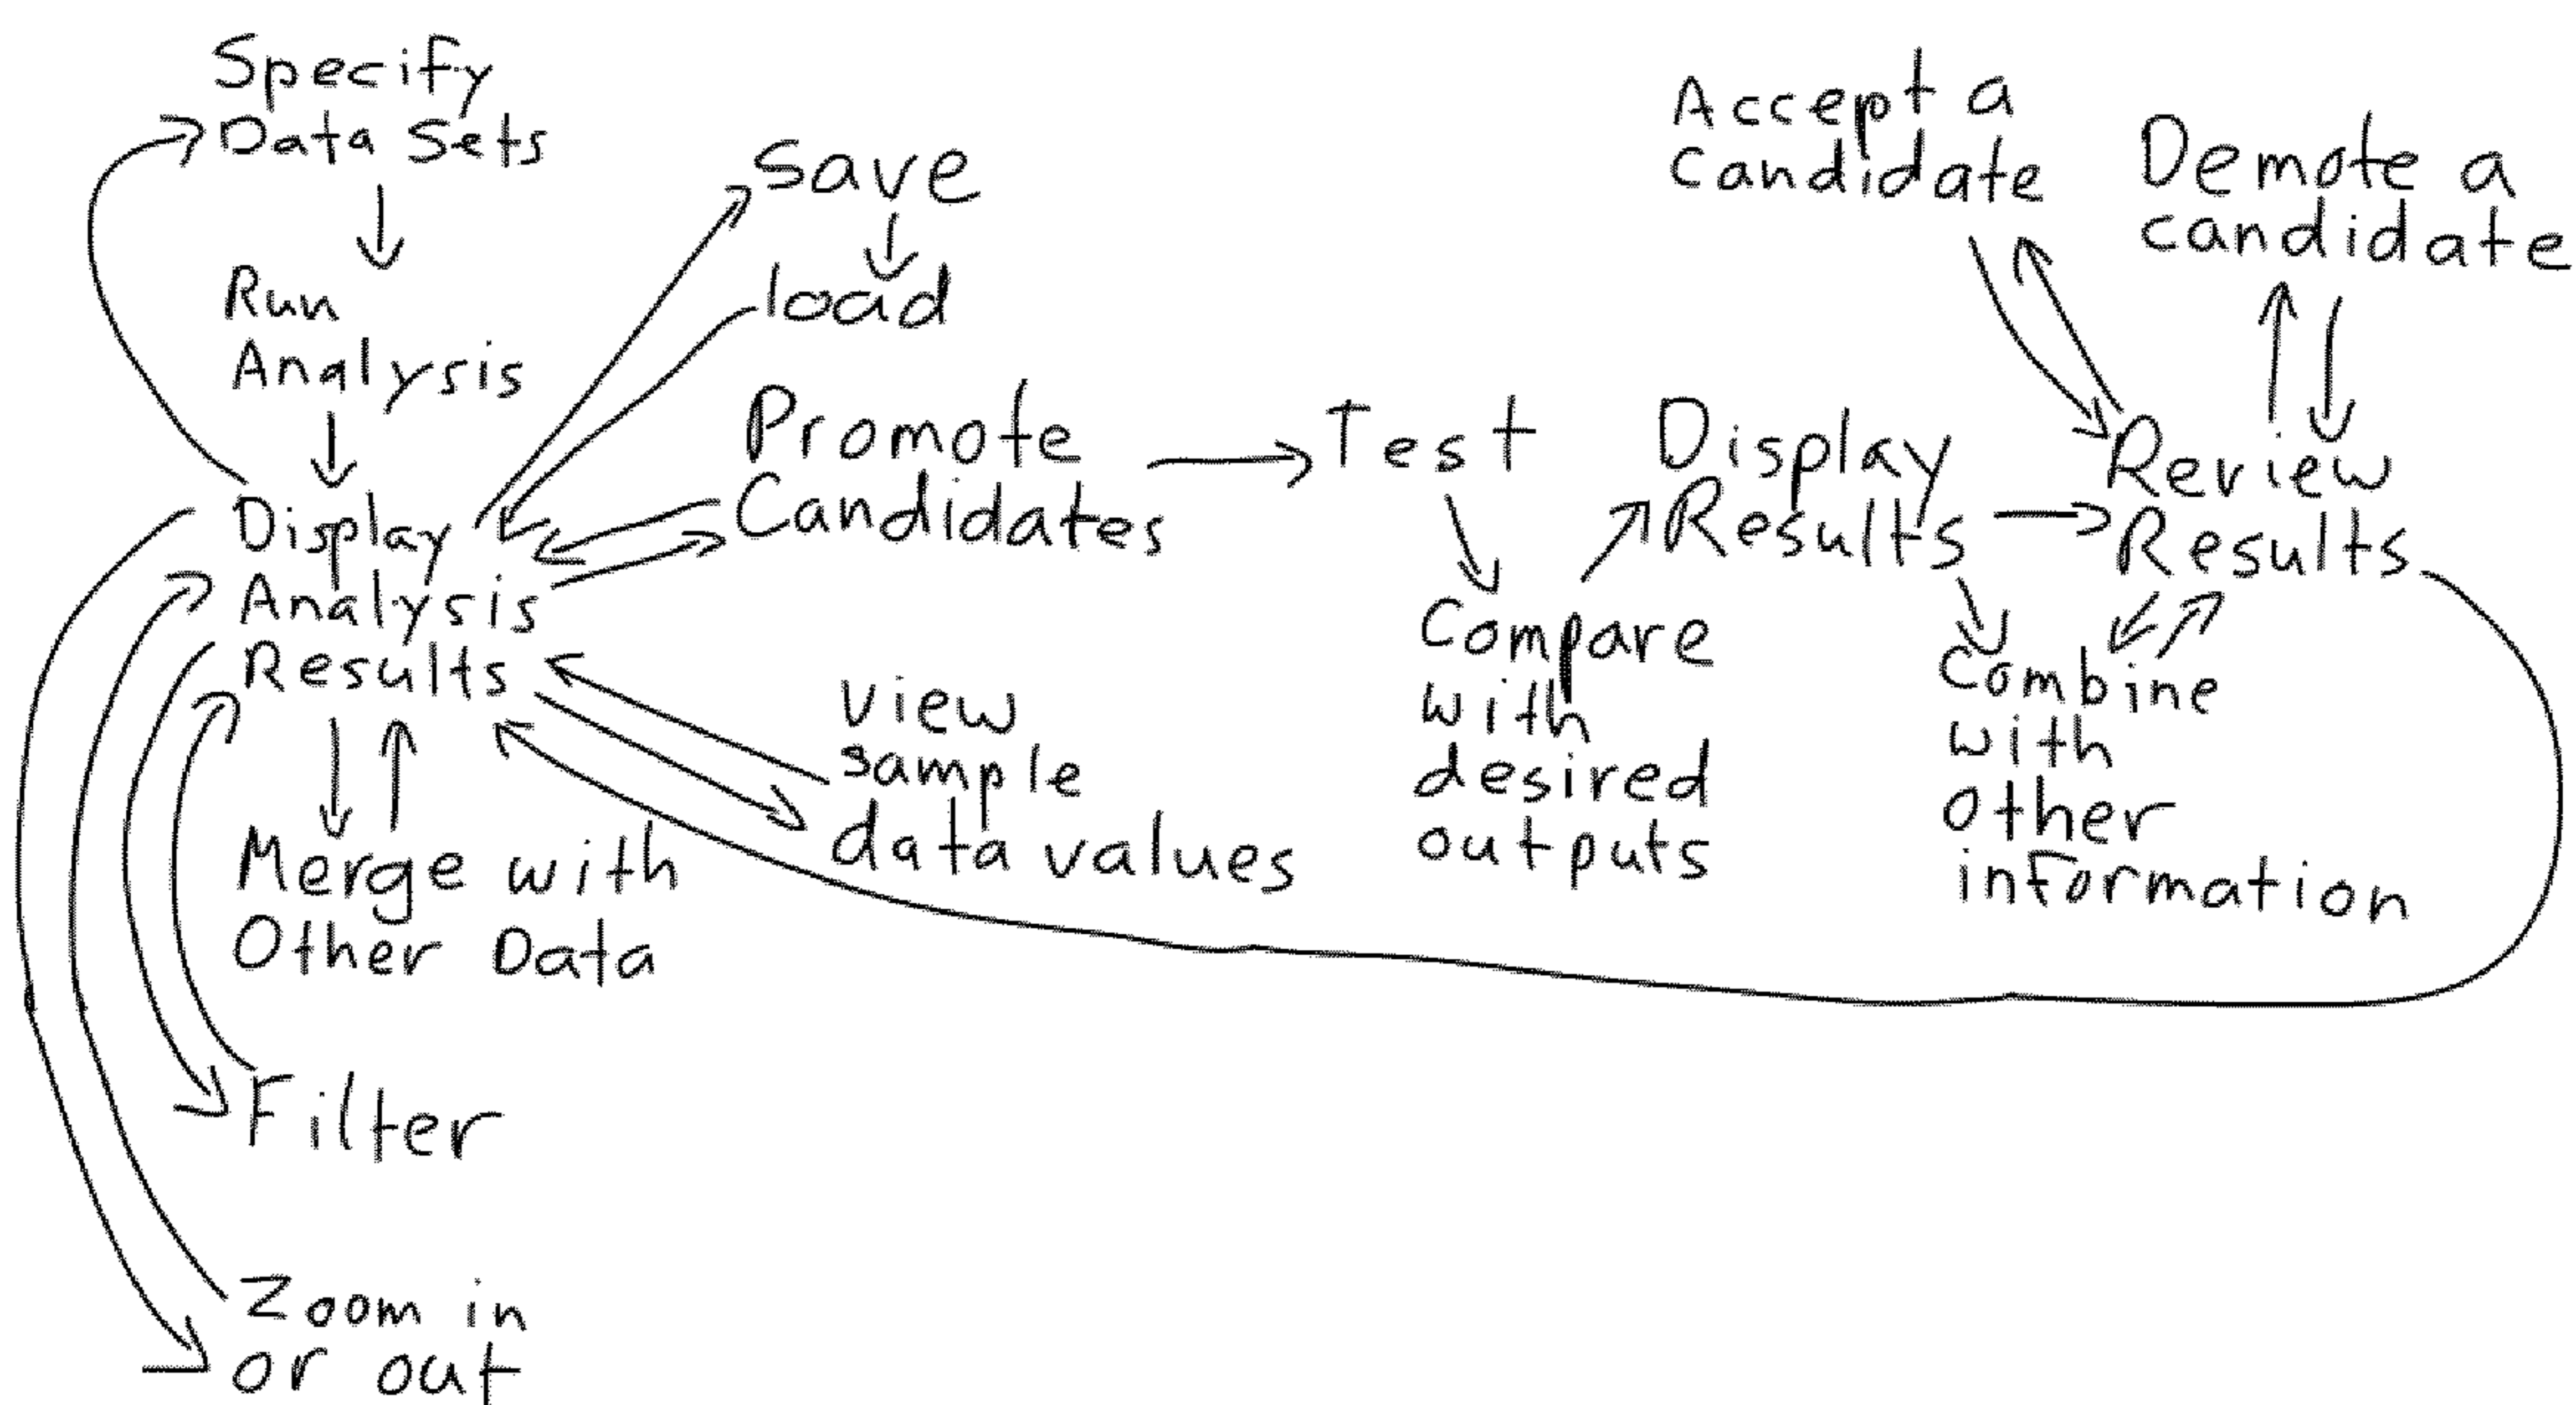 Specify
Data Sets
Run
Analysis
Display
Analysis
Results
Merge with
Other Data
Filter
Zoom in
or out
Save
load
Promote
Candidates
view
sample
data values
Test
Compare
with
desired
outputs
Display
Results
Accept a
Candidate
Demote a
candidate
Review
Results
Combine
with
other
information